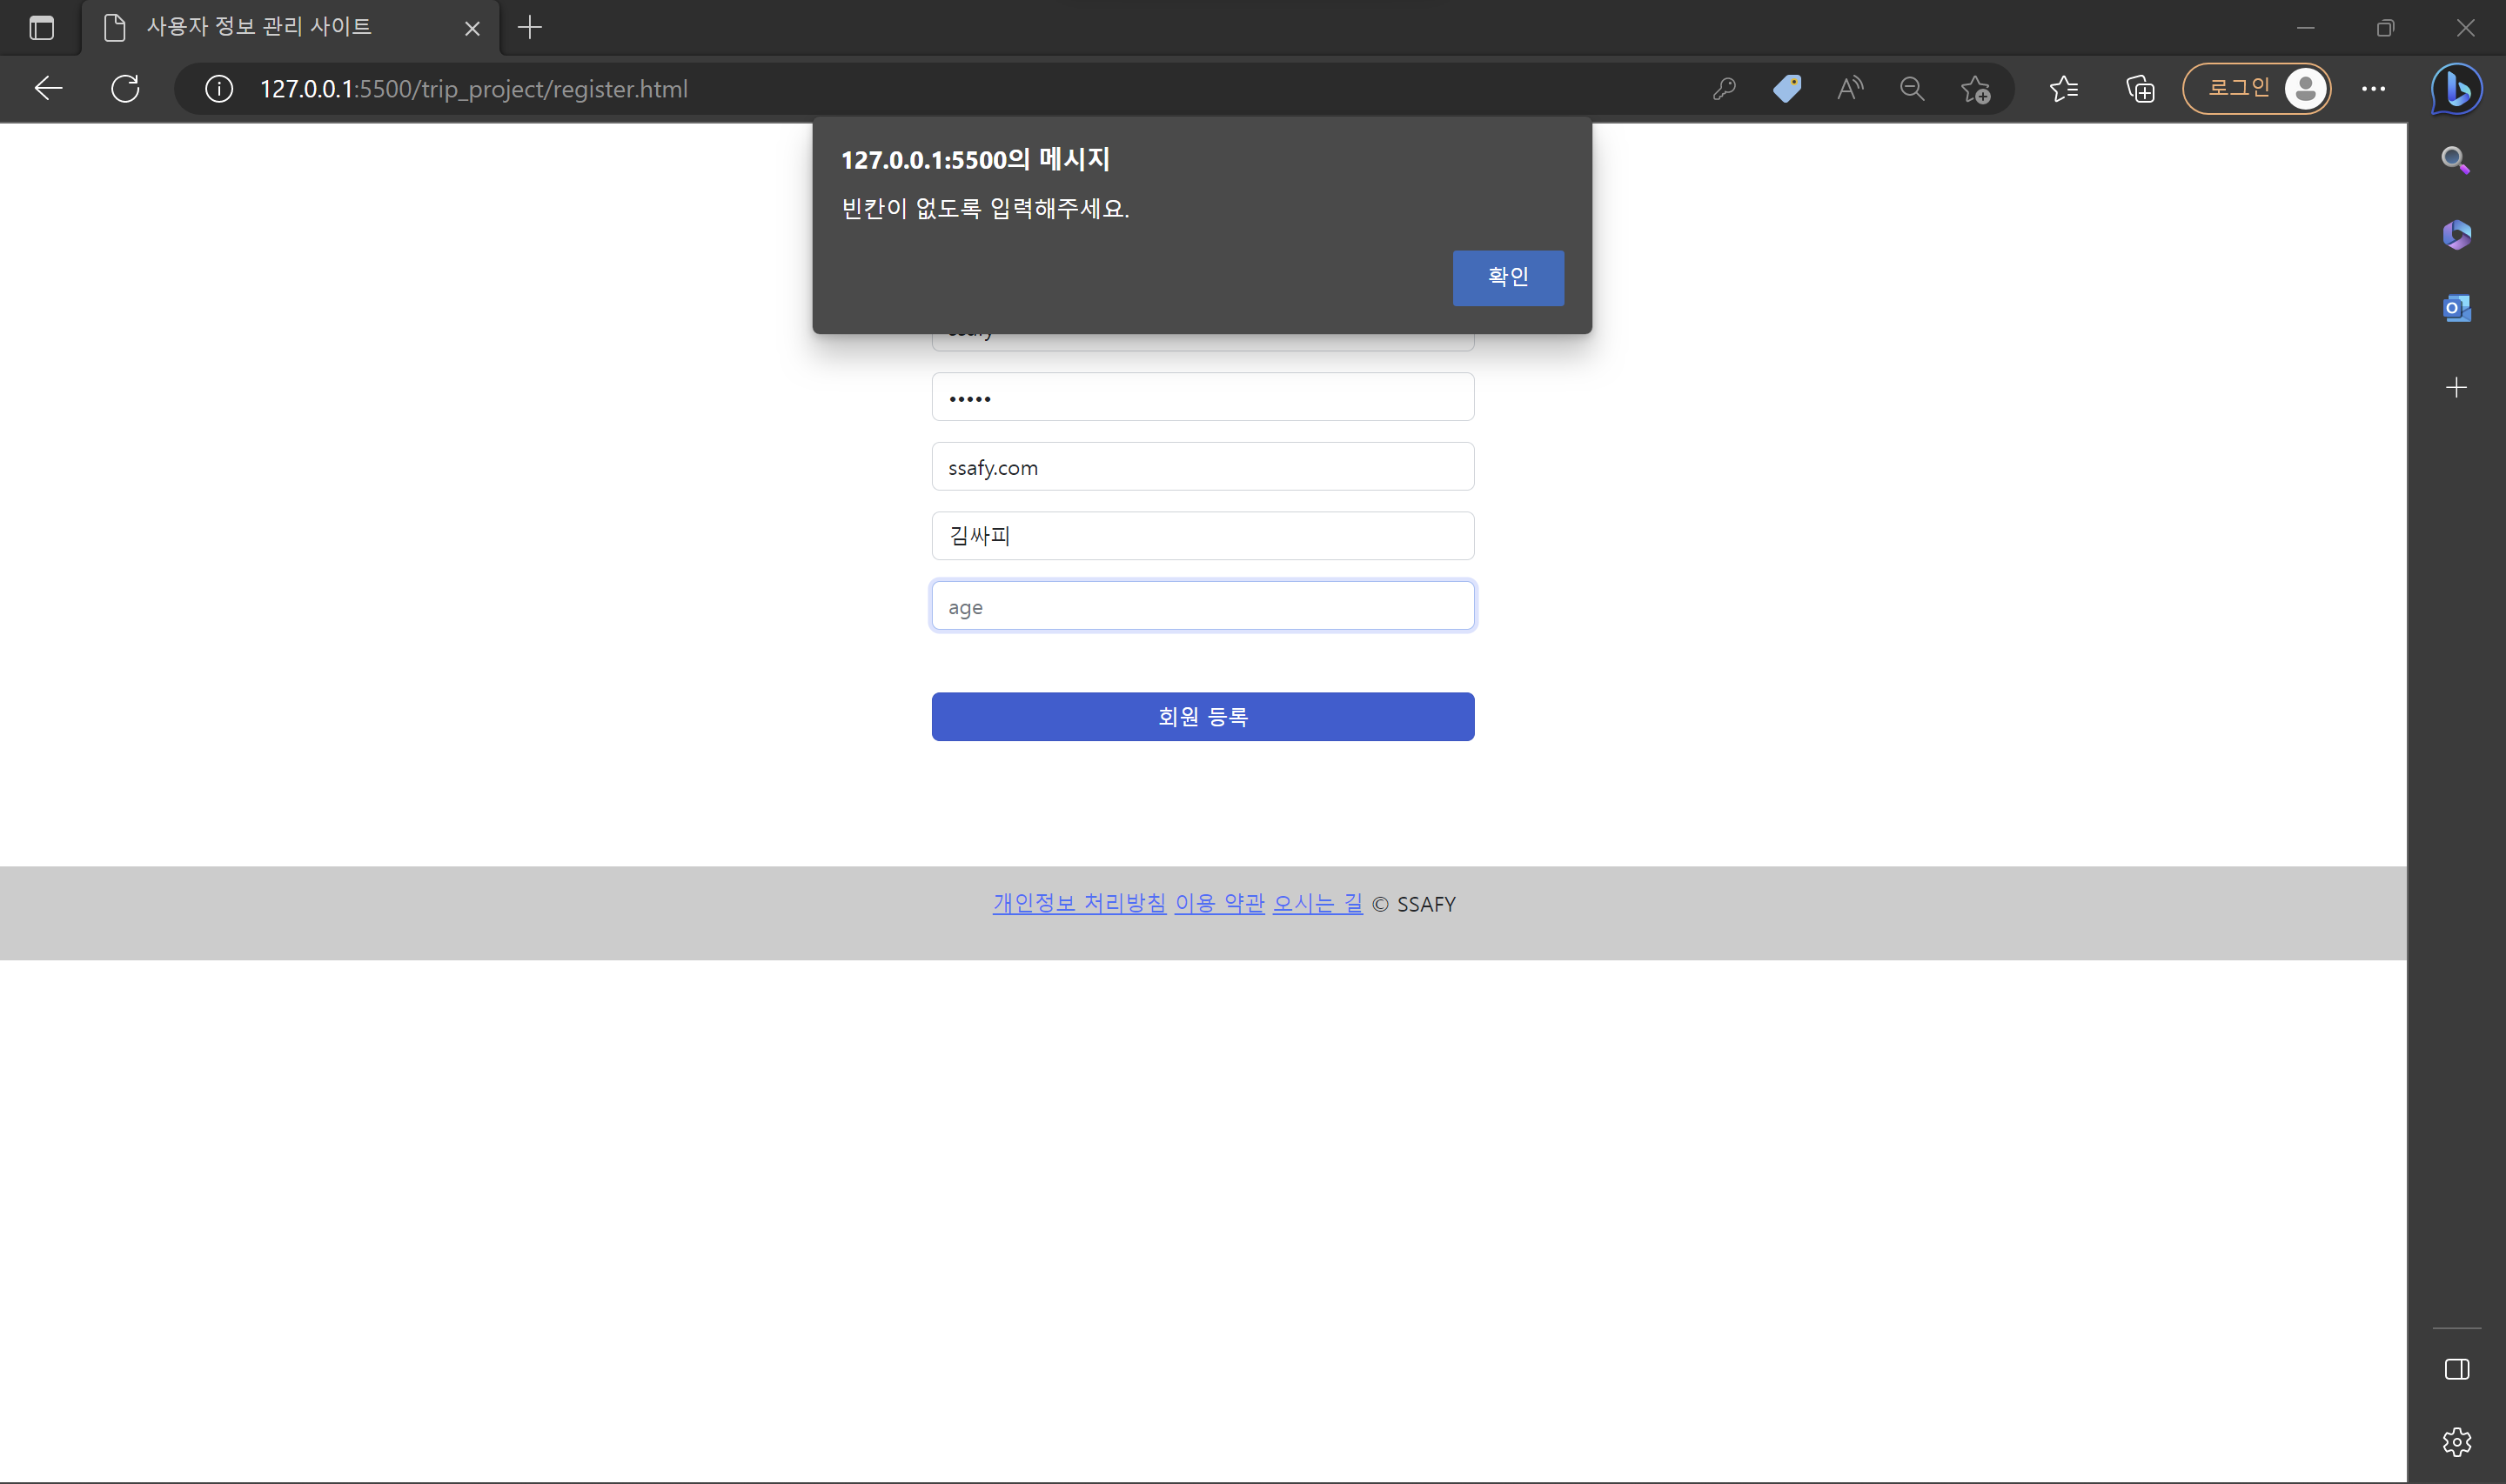 사용자 정보 관리 사이트
127.0.0.1:5500/trip_project/register.html
로그인
127.0.0.1:5500의 메시지
빈칸이 없도록 입력해주세요.
확인
ssafy
•••••
ssafy.com
김싸피
age
회원 등록
개인정보 처리방침 이용 약관 오시는 길 © SSAFY